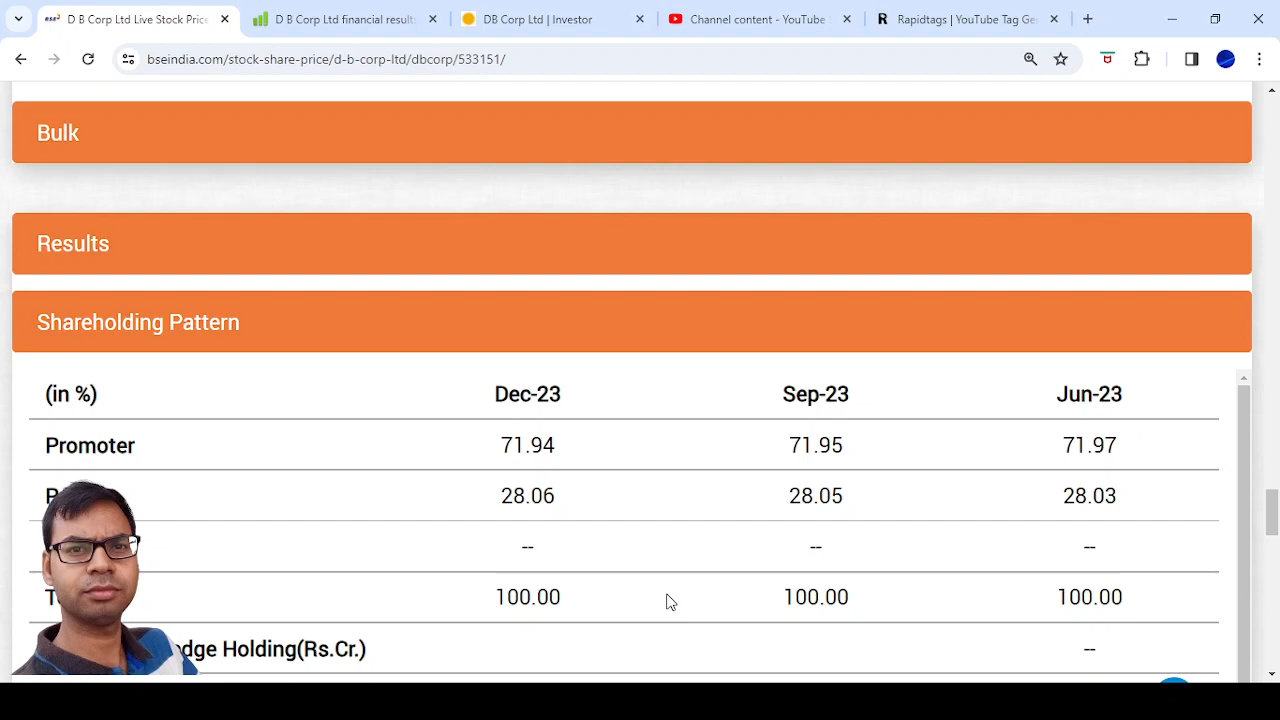 D B Corp Ltd Live Stock Price
D B Corp Ltd financial results
DB Corp Ltd | Investor
Channel content - YouTube
Rapidtags | YouTube Tag Ge
bseindia.com/stock-share-price/d-b-corp-ltd/dbcorp/533151/
Bulk
Results
Shareholding Pattern
(in %) Dec-23 Sep-23 Jun-23
Promoter 71.94 71.95 71.97
28.06 28.05 28.03
-- -- --
100.00 100.00 100.00
Holding(Rs.Cr.) --